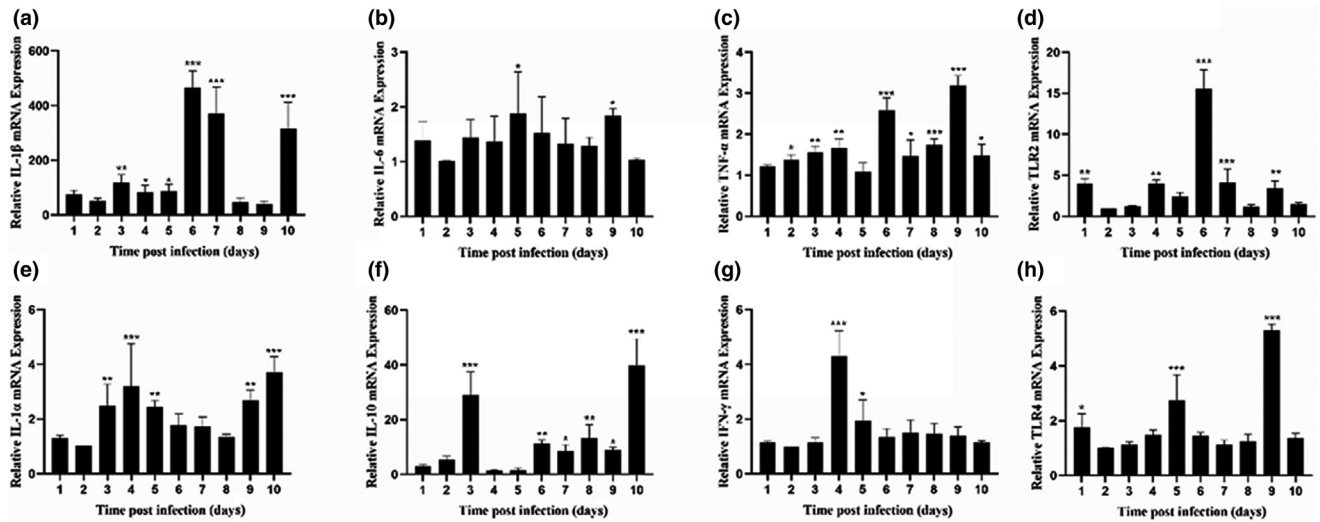 (a)
Relative IL-1β mRNA Expression
600
400
200
0
** * * *** *** ***
1 2 3 4 5 6 7 8 9 10
Time post infection (days)
(b)
Relative IL-6 mRNA Expression
3
2
1
0
* *
1 2 3 4 5 6 7 8 9 10
Time post infection (days)
(c)
Relative TNF-α mRNA Expression
4
3
2
1
0
* ** ** *** * *** *** *
1 2 3 4 5 6 7 8 9 10
Time post infection (days)
(d)
Relative TLR2 mRNA Expression
20
15
10
5
0
** ** *** *** **
1 2 3 4 5 6 7 8 9 10
Time post infection (days)
(e)
Relative IL-1α mRNA Expression
6
4
2
0
** *** ** ** ***
1 2 3 4 5 6 7 8 9 10
Time post infection (days)
(f)
Relative IL-10 mRNA Expression
60
40
20
0
*** ** * ** * ***
1 2 3 4 5 6 7 8 9 10
Time post infection (days)
(g)
Relative IFN-γ mRNA Expression
6
4
2
0
*** *
1 2 3 4 5 6 7 8 9 10
Time post infection (days)
(h)
Relative TLR4 mRNA Expression
6
4
2
0
* *** ***
1 2 3 4 5 6 7 8 9 10
Time post infection (days)